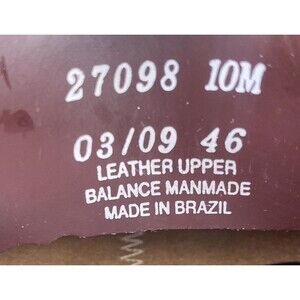 27098 10M
03/09 46
LEATHER UPPER
BALANCE MANMADE
MADE IN BRAZIL